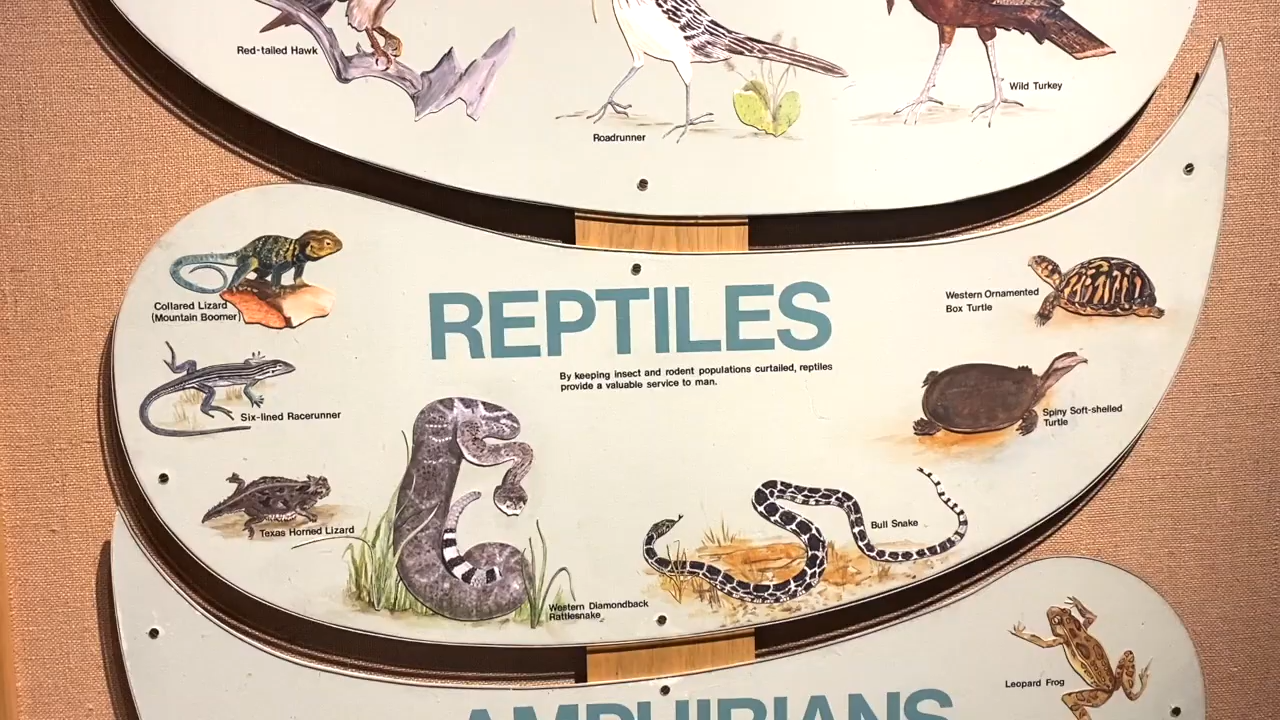 Red-tailed Hawk
Wild Turkey
Roadrunner
Collared Lizard
(Mountain Boomer)
REPTILES
Western Ornamented
Box Turtle
By keeping insect and rodent populations curtailed, reptiles
provide a valuable service to man.
Six-lined Racerunner
Spiny Soft-shelled
Turtle
Texas Horned Lizard
Bull Snake
Western Diamondback
Rattlesnake
Leopard Frog
AMPHIBIANS